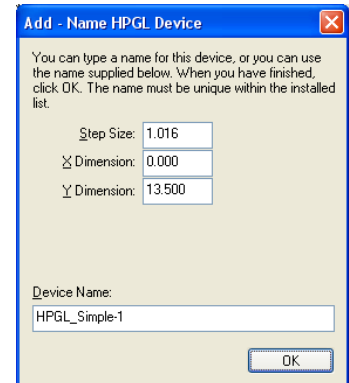 Add - Name HPGL Device
You can type a name for this device, or you can use
the name supplied below. When you have finished,
click OK. The name must be unique within the installed
list.
Step Size: 1.016
X Dimension: 0.000
Y Dimension: 13.500
Device Name:
HPGL_Simple-1
OK